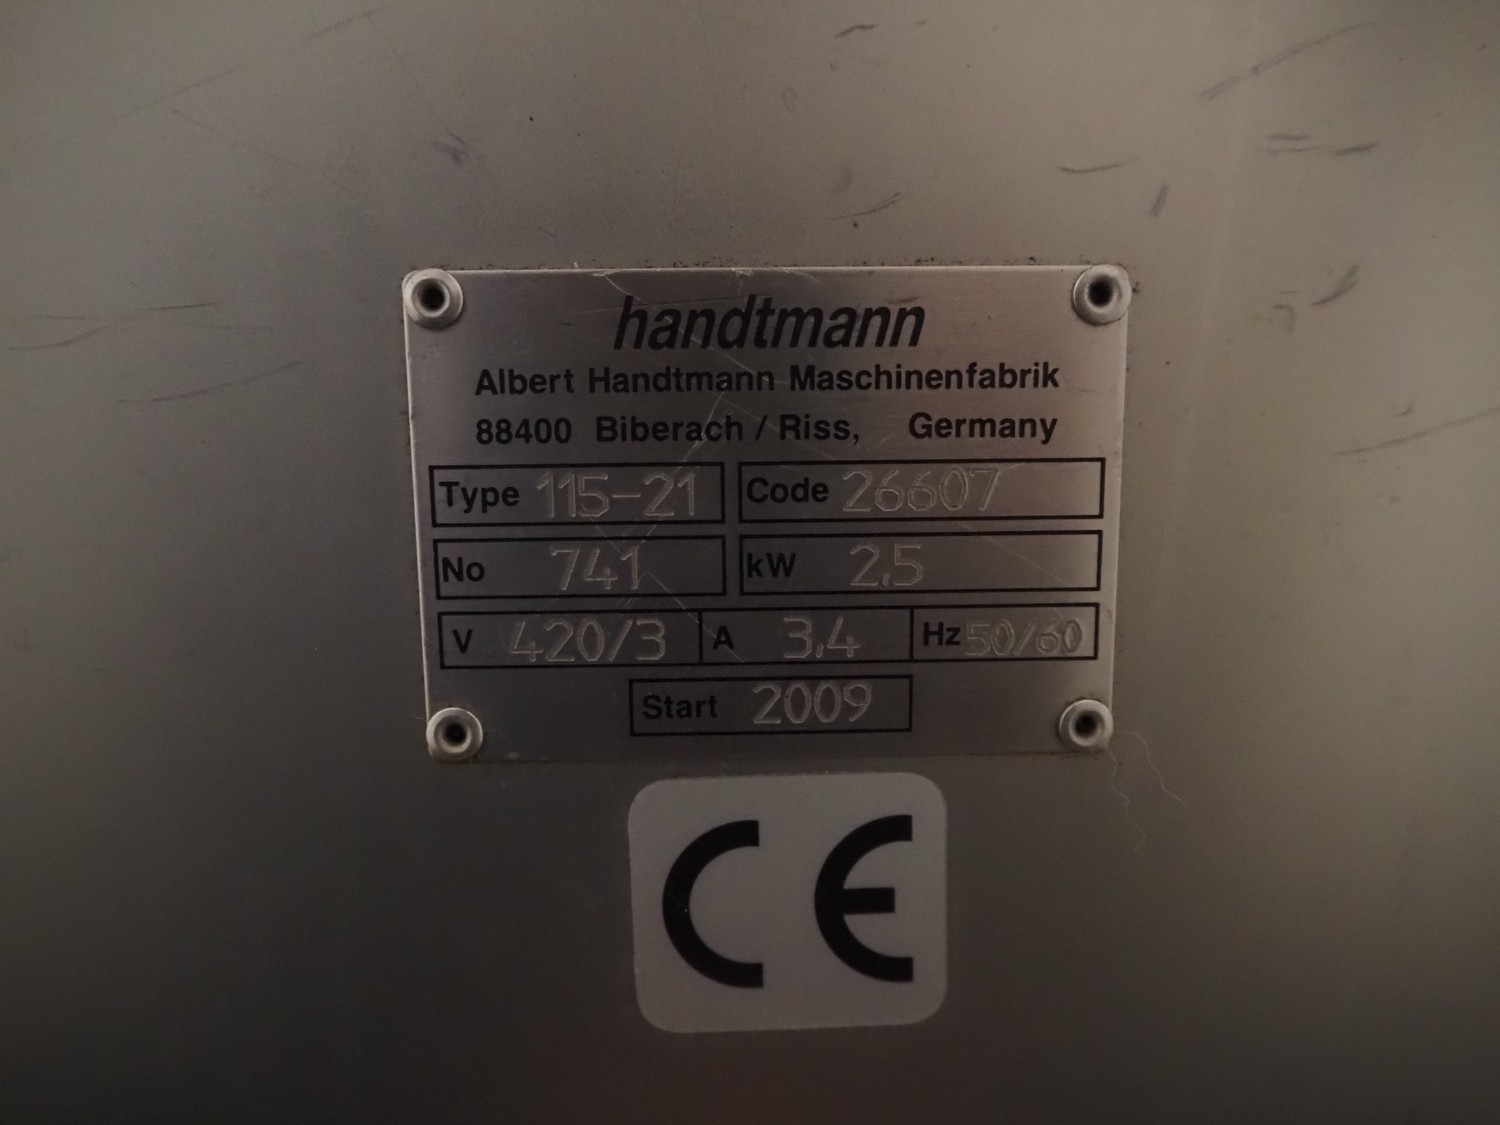 handtmann
Albert Handtmann Maschinenfabrik
88400 Biberach / Riss, Germany
Type 115-21 Code 26607
No 741 kW 2,5
V 420/3 A 3,4 Hz 50/60
Start 2009
CE